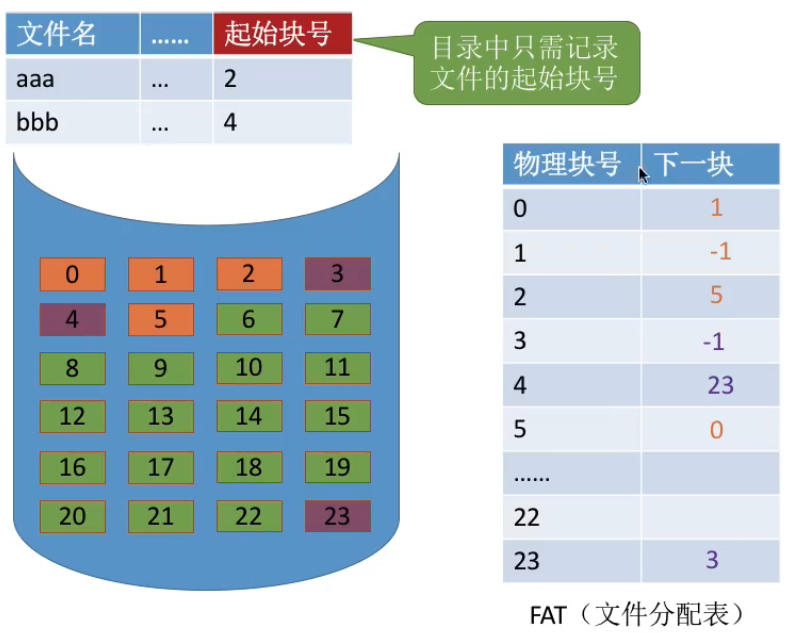 文件名 …… 起始块号
aaa … 2
bbb … 4
目录中只需记录
文件的起始块号
0 1 2 3
4 5 6 7
8 9 10 11
12 13 14 15
16 17 18 19
20 21 22 23
物理块号 下一块
0 1
1 -1
2 5
3 -1
4 23
5 0
……
22
23 3
FAT（文件分配表）